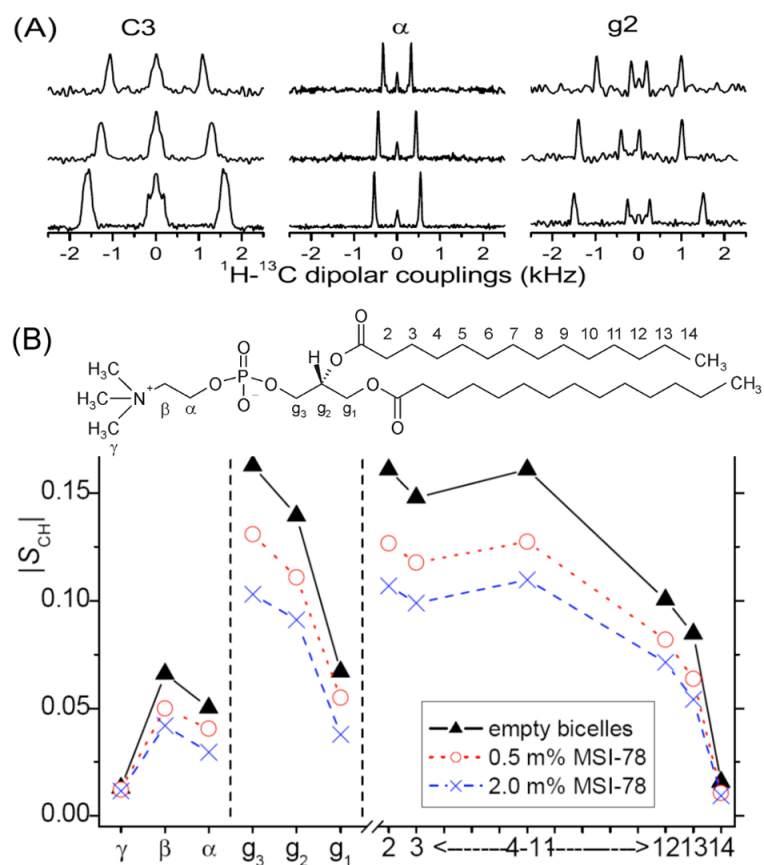 (A)
C3 α g2
-2 -1 0 1 2 -2 -1 0 1 2 -2 -1 0 1 2
¹H-¹³C dipolar couplings (kHz)
(B)
O 2 3 4 5 6 7 8 9 10 11 12 13 14
H₃C O H O CH₃
H₃C N⁺ O P O O CH₃
H₃C β α O⁻ g₃ g₂ g₁ O
γ
|S_CH|
0.15
0.10
0.05
0.00
empty bicelles
0.5 m% MSI-78
2.0 m% MSI-78
γ β α g₃ g₂ g₁ 2 3 <-------4-11-------> 12 13 14